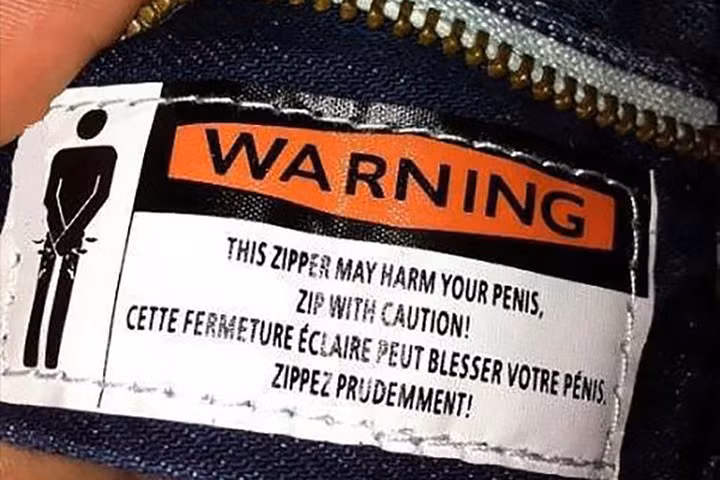 WARNING
THIS ZIPPER MAY HARM YOUR PENIS,
ZIP WITH CAUTION!
CETTE FERMETURE ÉCLAIRE PEUT BLESSER VOTRE PÉNIS.
ZIPPEZ PRUDEMMENT!